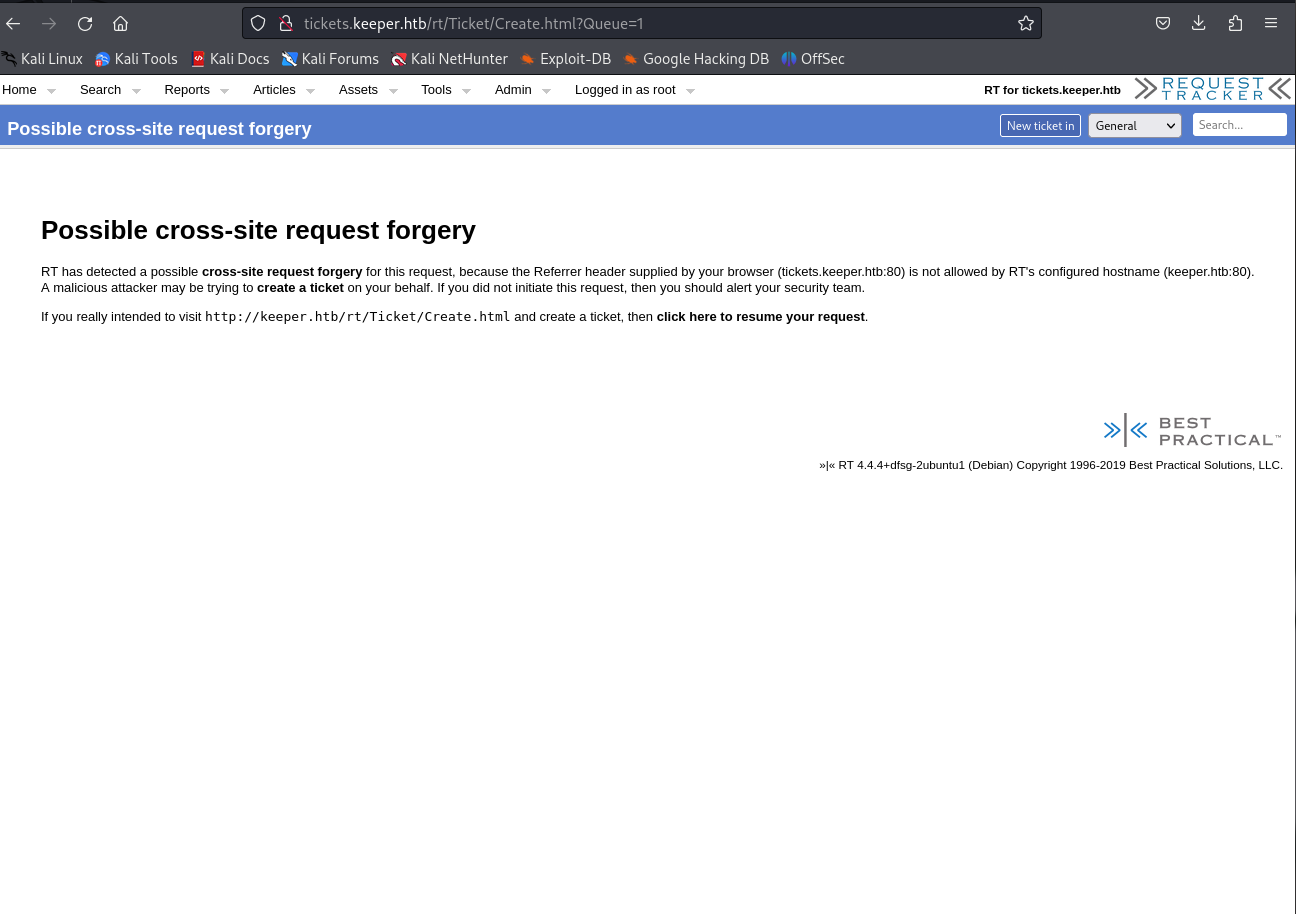 tickets.keeper.htb/rt/Ticket/Create.html?Queue=1
Kali Linux Kali Tools Kali Docs Kali Forums Kali NetHunter Exploit-DB Google Hacking DB OffSec
Home Search Reports Articles Assets Tools Admin Logged in as root RT for tickets.keeper.htb REQUEST TRACKER
Possible cross-site request forgery New ticket in General Search...
Possible cross-site request forgery
RT has detected a possible cross-site request forgery for this request, because the Referrer header supplied by your browser (tickets.keeper.htb:80) is not allowed by RT's configured hostname (keeper.htb:80).
A malicious attacker may be trying to create a ticket on your behalf. If you did not initiate this request, then you should alert your security team.
If you really intended to visit http://keeper.htb/rt/Ticket/Create.html and create a ticket, then click here to resume your request.
BEST
PRACTICAL™
»|« RT 4.4.4+dfsg-2ubuntu1 (Debian) Copyright 1996-2019 Best Practical Solutions, LLC.